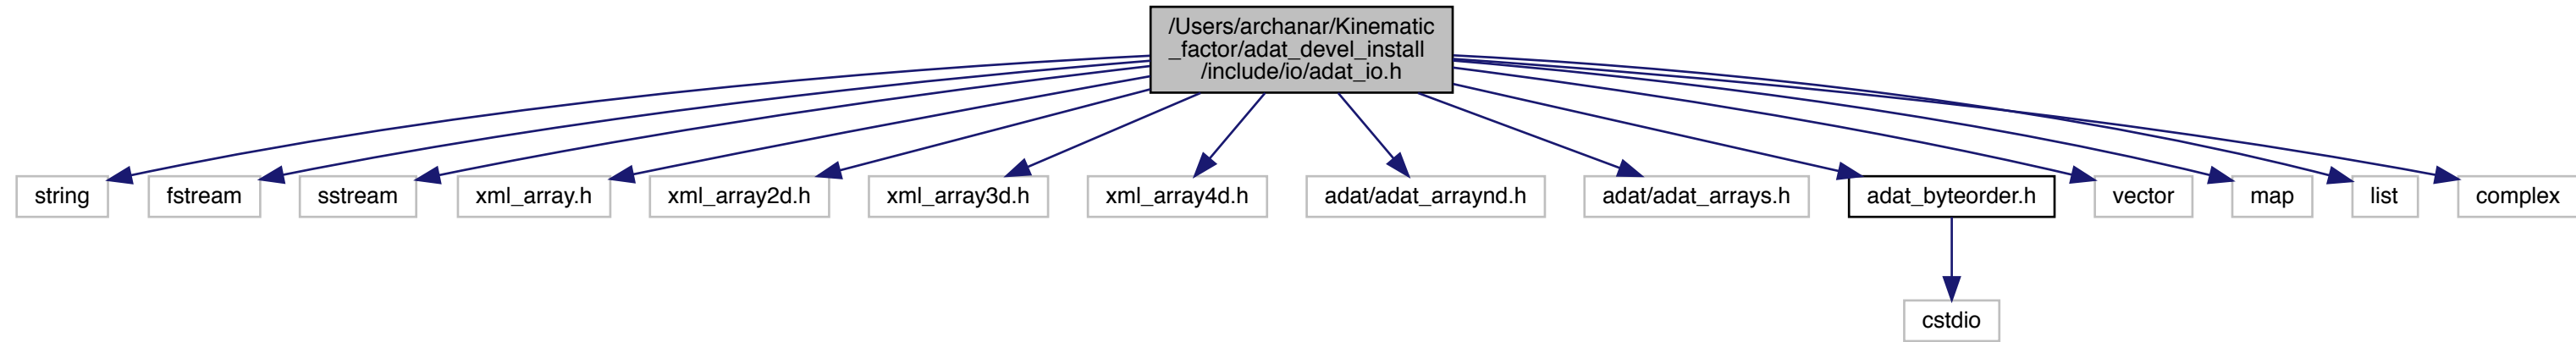 /Users/archanar/Kinematic
_factor/adat_devel_install
/include/io/adat_io.h
string
fstream
sstream
xml_array.h
xml_array2d.h
xml_array3d.h
xml_array4d.h
adat/adat_arraynd.h
adat/adat_arrays.h
adat_byteorder.h
vector
map
list
complex
cstdio